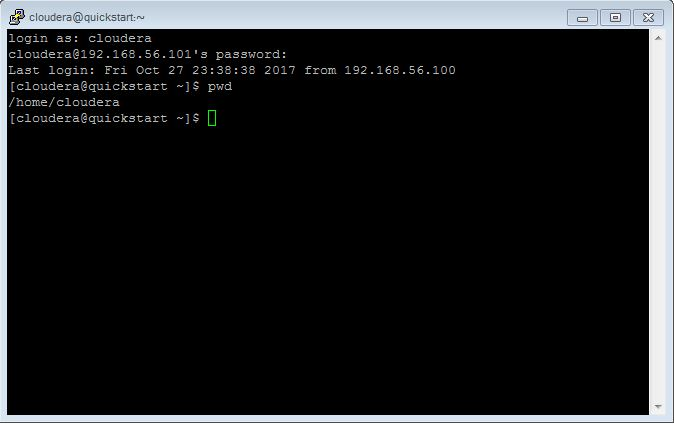 cloudera@quickstart:~
login as: cloudera
cloudera@192.168.56.101's password:
Last login: Fri Oct 27 23:38:38 2017 from 192.168.56.100
[cloudera@quickstart ~]$ pwd
/home/cloudera
[cloudera@quickstart ~]$